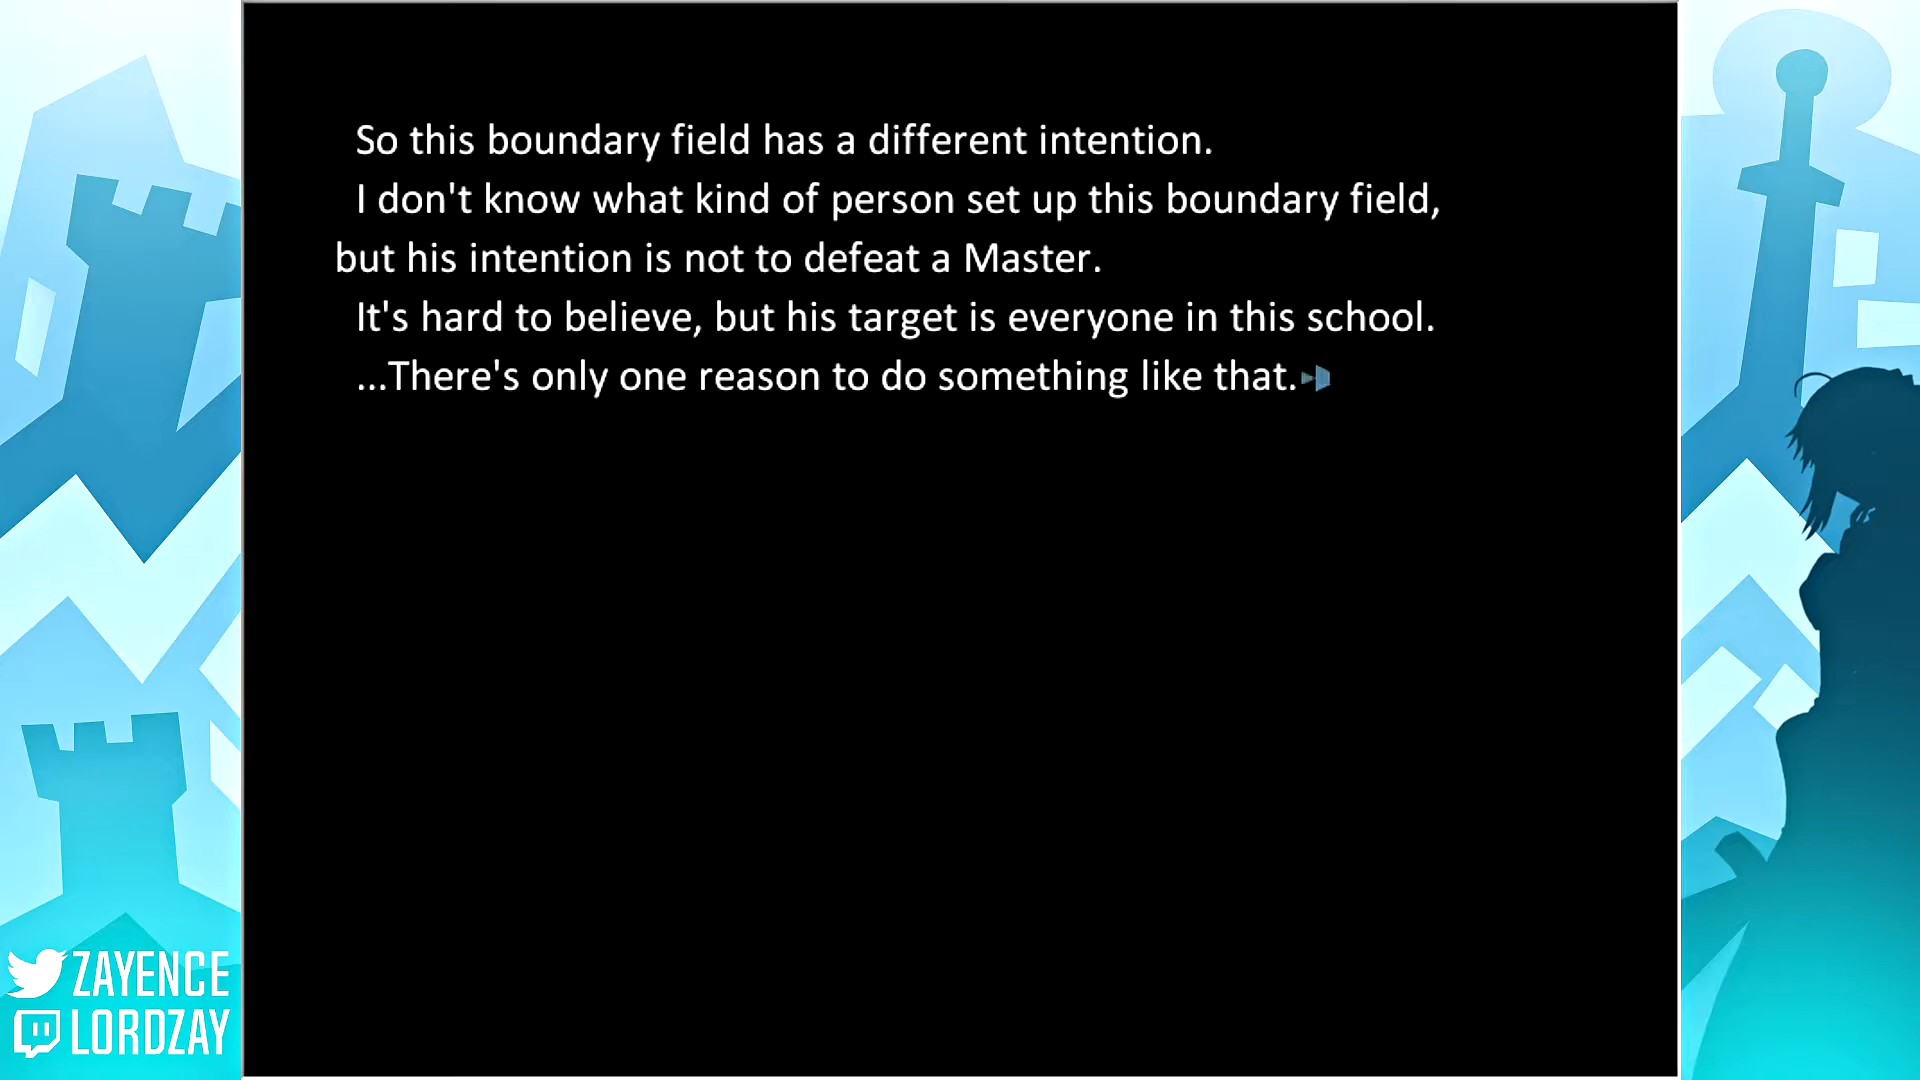 So this boundary field has a different intention.
I don't know what kind of person set up this boundary field,
but his intention is not to defeat a Master.
It's hard to believe, but his target is everyone in this school.
...There's only one reason to do something like that.
ZAYENCE
LORDZAY